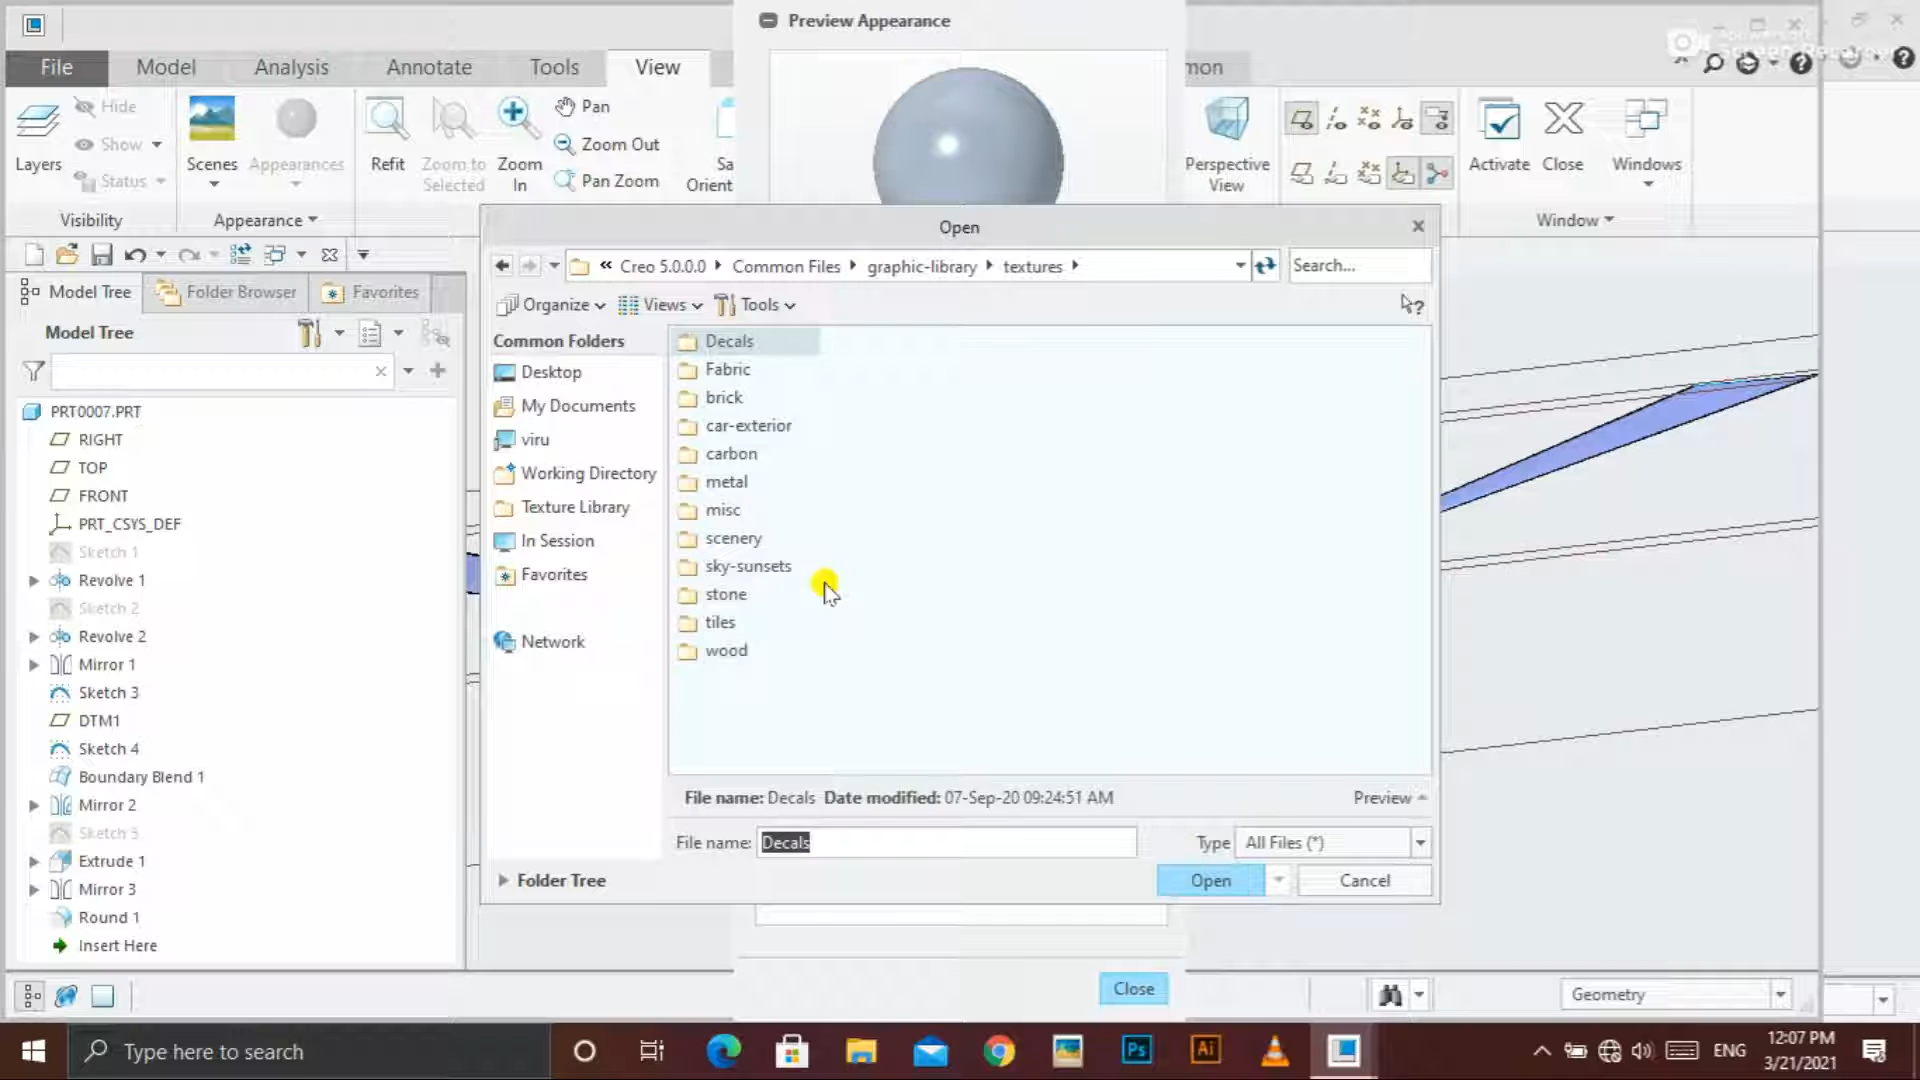 Preview Appearance
Apowersoft
Screen Recorder
File
Model
Analysis
Annotate
Tools
View
mon
Layers
Hide
Show
Status
Visibility
Scenes
Appearances
Appearance
Refit
Zoom to
Selected
Zoom
In
Pan
Zoom Out
Pan Zoom
Sa
Orient
Perspective
View
Activate
Close
Windows
Window
Model Tree
Folder Browser
Favorites
Model Tree
PRT0007.PRT
RIGHT
TOP
FRONT
PRT_CSYS_DEF
Sketch 1
Revolve 1
Sketch 2
Revolve 2
Mirror 1
Sketch 3
DTM1
Sketch 4
Boundary Blend 1
Mirror 2
Sketch 5
Extrude 1
Mirror 3
Round 1
Insert Here
Open
« Creo 5.0.0.0
Common Files
graphic-library
textures
Search...
Organize
Views
Tools
Common Folders
Desktop
My Documents
viru
Working Directory
Texture Library
In Session
Favorites
Network
Decals
Fabric
brick
car-exterior
carbon
metal
misc
scenery
sky-sunsets
stone
tiles
wood
File name: Decals Date modified: 07-Sep-20 09:24:51 AM
Preview
File name: Decals
Type All Files (*)
Folder Tree
Open
Cancel
Close
Geometry
Type here to search
Ps
Ai
ENG
12:07 PM
3/21/2021